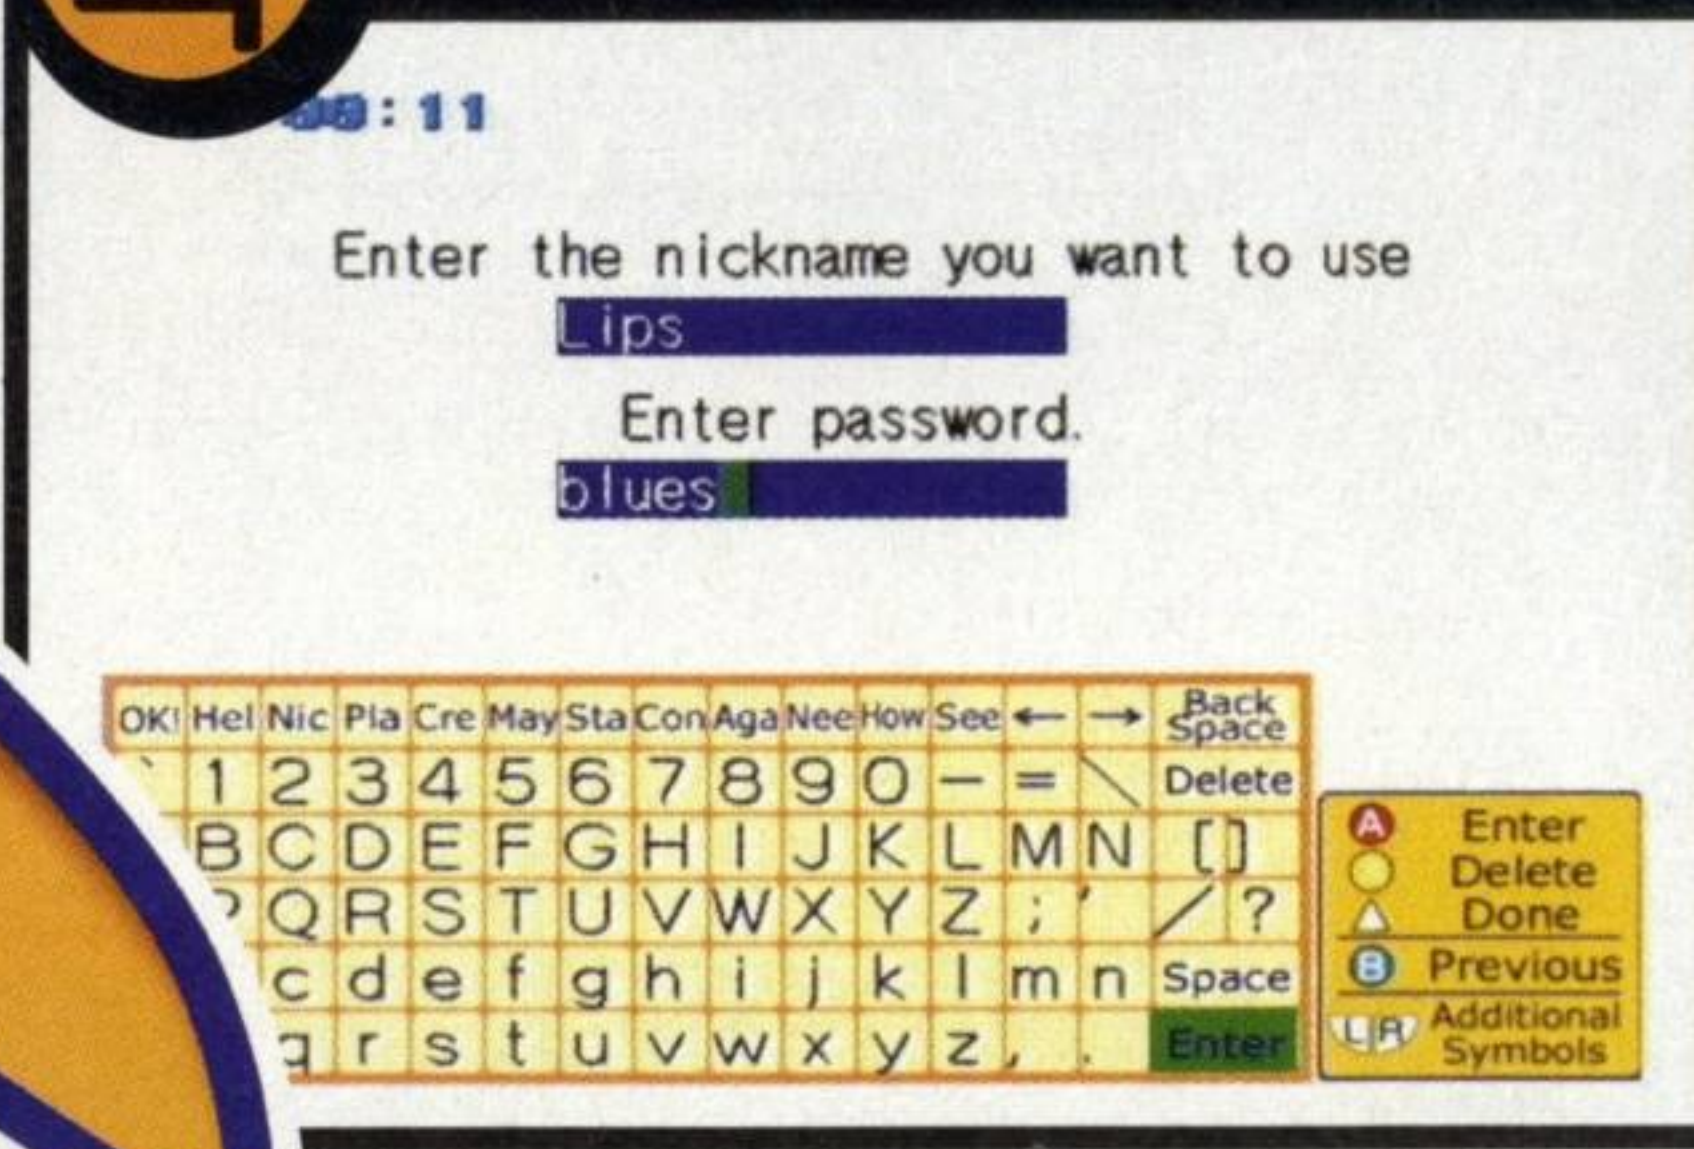 :11
Enter the nickname you want to use
Lips
Enter password.
blues
OK! Hel Nic Pla Cre May Sta Con Aga Nee How See ← → Back Space
` 1 2 3 4 5 6 7 8 9 0 - = \ Delete
B C D E F G H I J K L M N [ ]
Q R S T U V W X Y Z ; ' / ?
c d e f g h i j k l m n Space
q r s t u v w x y z , . Enter
A Enter
Delete
Done
B Previous
L R Additional
Symbols